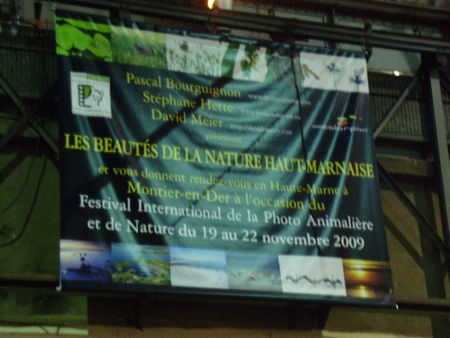 Pascal Bourguignon
Stéphane Hette
David Meier
présentent
LES BEAUTÉS DE LA NATURE HAUT-MARNAISE
et vous donnent rendez-vous en Haute-Marne à
Montier-en-Der à l'occasion du
Festival International de la Photo Animalière
et de Nature du 19 au 22 novembre 2009